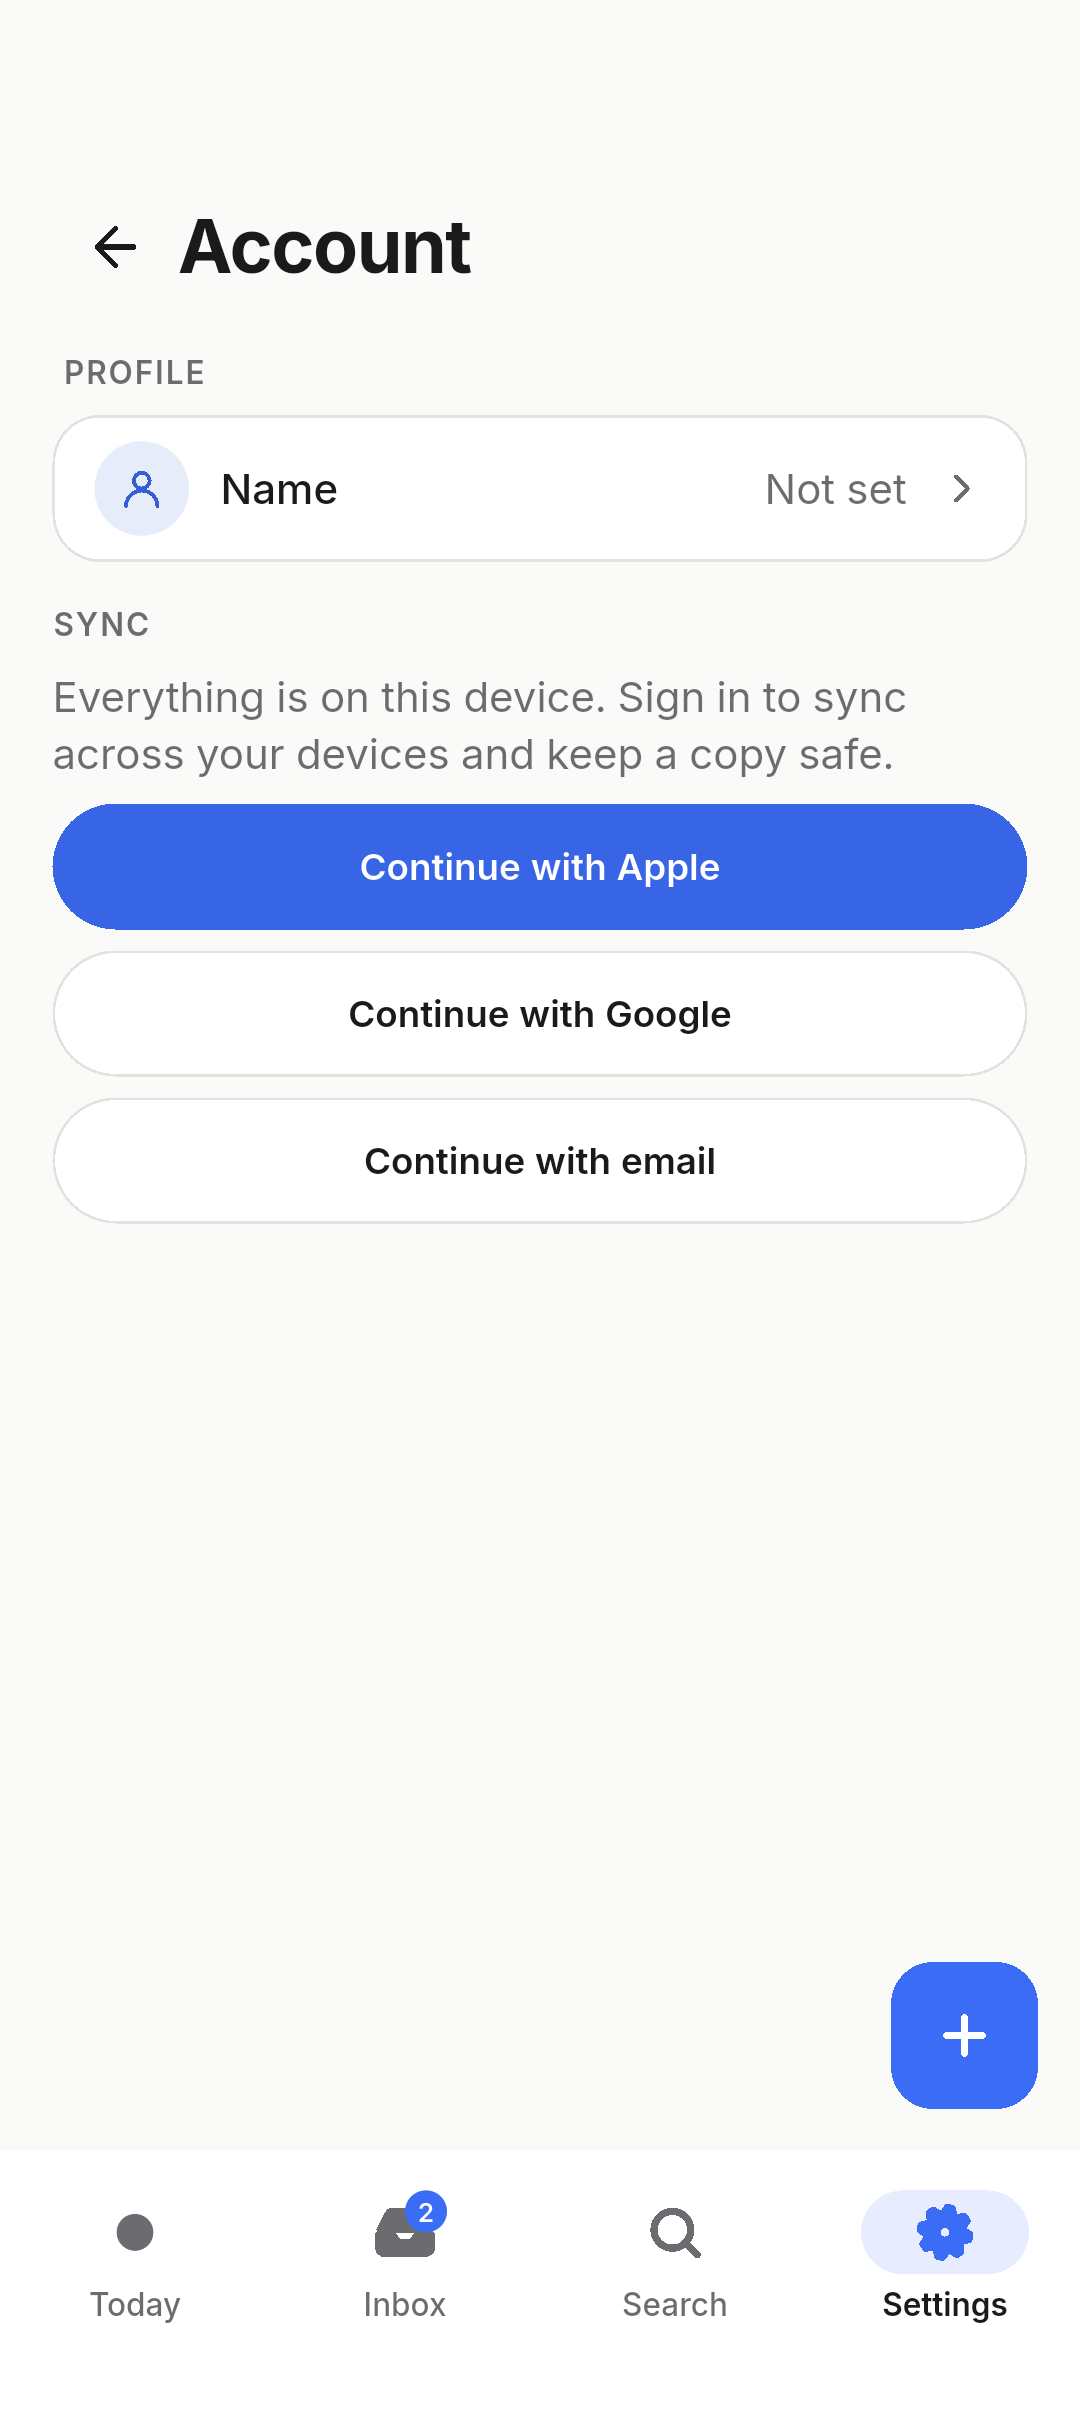 Account
PROFILE
Name
Not set
SYNC
Everything is on this device. Sign in to sync
across your devices and keep a copy safe.
Continue with Apple
Continue with Google
Continue with email
2
Today
Inbox
Search
Settings